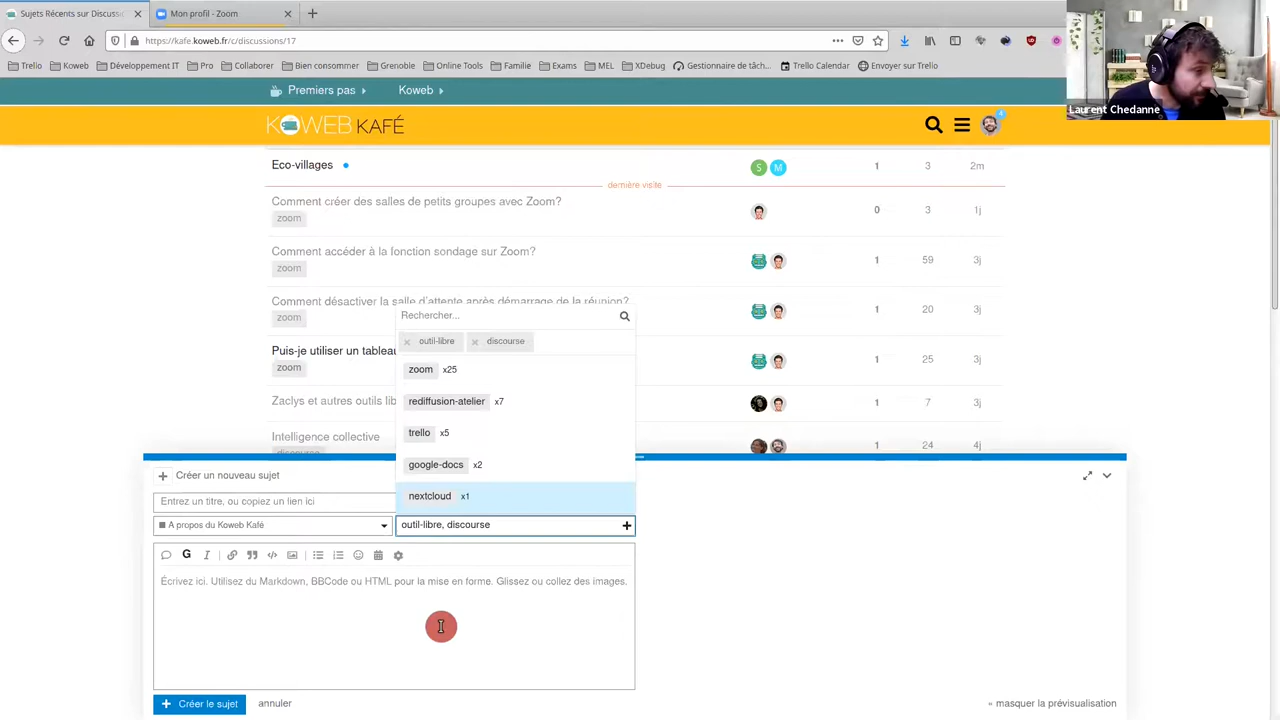 Sujets Récents sur Discussi
Mon profil - Zoom
https://kafe.koweb.fr/c/discussions/17
Trello Koweb Développement IT Pro Collaborer Bien consommer Grenoble Online Tools Famille Exams MEL XDebug Gestionnaire de tâch... Trello Calendar Envoyer sur Trello
Laurent Chedanne
Premiers pas Koweb
KOWEB KAFÉ
Eco-villages S M 1 3 2m
dernière visite
Comment créer des salles de petits groupes avec Zoom? 0 3 1j
zoom
Comment accéder à la fonction sondage sur Zoom? 1 59 3j
zoom
Comment désactiver la salle d'attente après démarrage de la réunion? 1 20 3j
zoom
Rechercher...
outil-libre discourse
Puis-je utiliser un tableau 1 25 3j
zoom
zoom x25
Zaclys et autres outils lib 1 7 3j
rediffusion-atelier x7
Intelligence collective 1 24 4j
discourse
trello x5
google-docs x2
nextcloud x1
Créer un nouveau sujet
Entrez un titre, ou copiez un lien ici
A propos du Koweb Kafé
outil-libre, discourse
G I
Écrivez ici. Utilisez du Markdown, BBCode ou HTML pour la mise en forme. Glissez ou collez des images.
Créer le sujet annuler
« masquer la prévisualisation